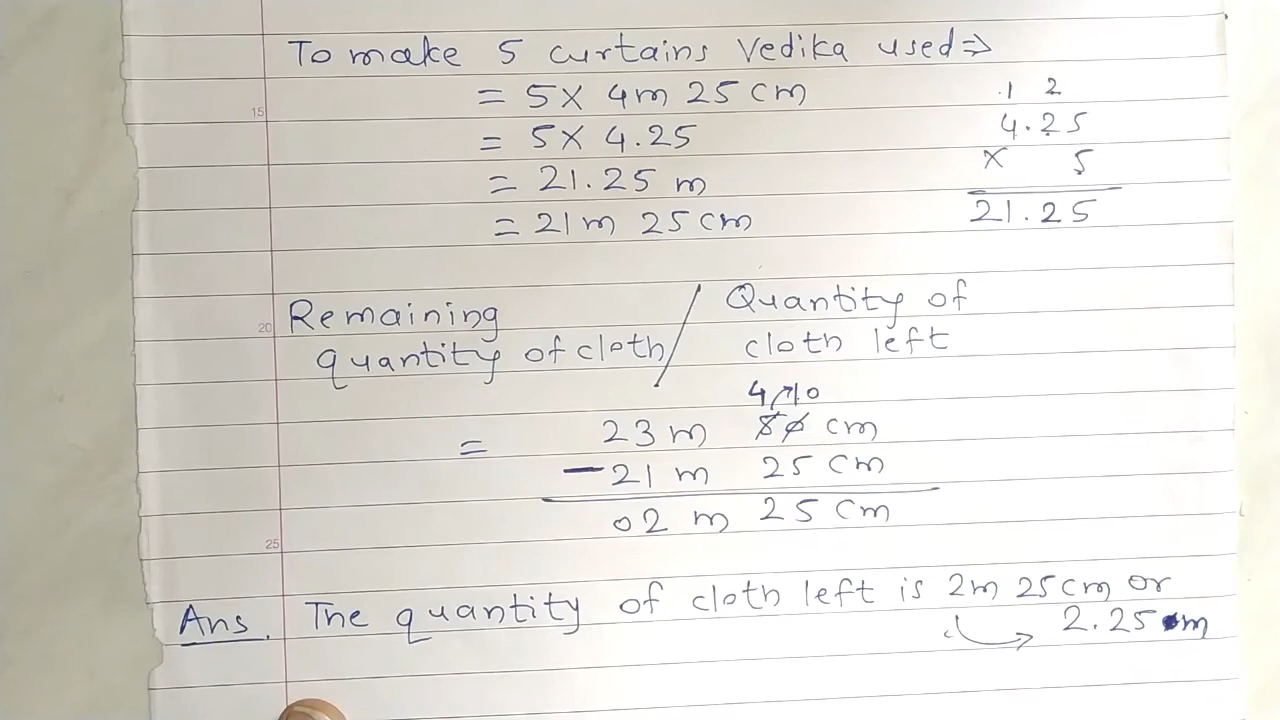 To make 5 curtains Vedika used ⇒
= 5 × 4m 25 cm
15
= 5 × 4.25
= 21.25 m
= 21m 25 cm
1 2
4.25
× 5
21.25
20
Remaining quantity of cloth / Quantity of cloth left
4 10
= 23 m 50 cm
- 21 m 25 cm
02 m 25 cm
25
Ans. The quantity of cloth left is 2m 25cm or
2.25 m